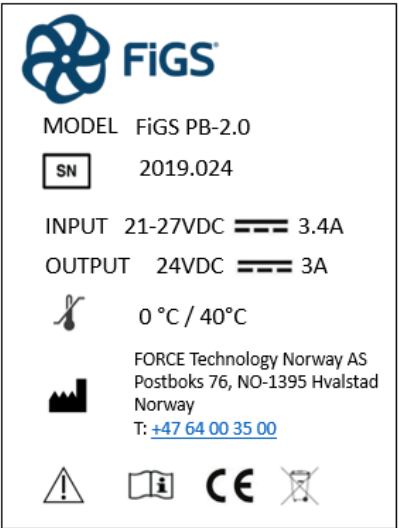 FiGS
MODEL FiGS PB-2.0
SN 2019.024
INPUT 21-27VDC 3.4A
OUTPUT 24VDC 3A
0 °C / 40°C
FORCE Technology Norway AS
Postboks 76, NO-1395 Hvalstad
Norway
T: +47 64 00 35 00
CE